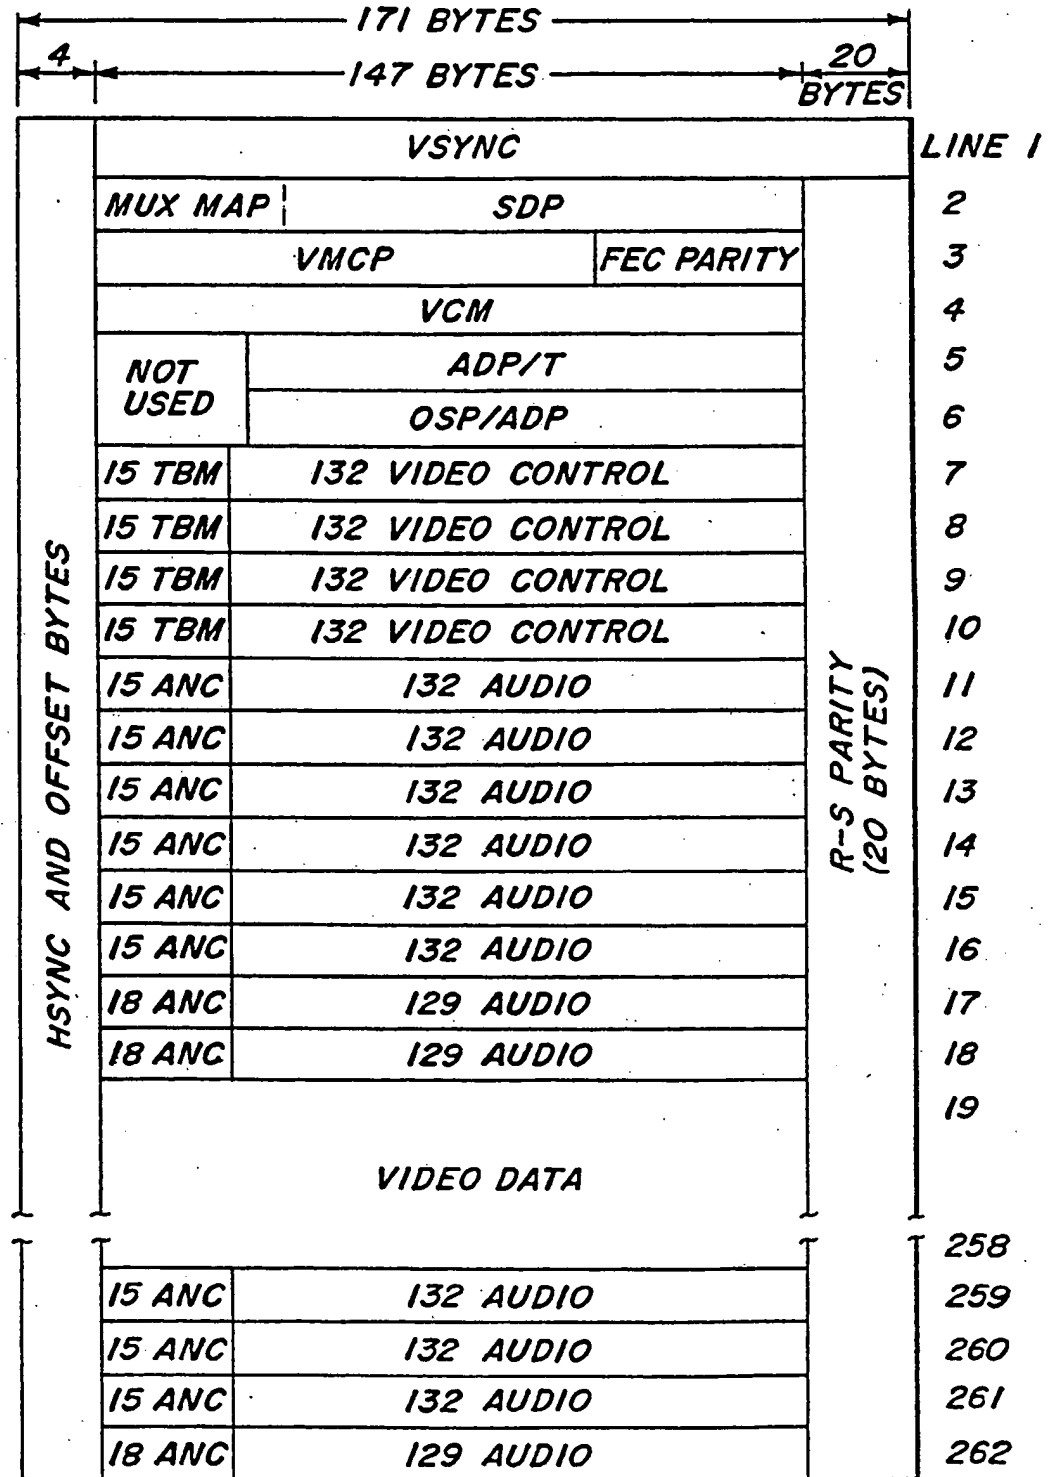 171 BYTES
4 147 BYTES 20 BYTES
VSYNC LINE 1
MUX MAP SDP 2
VMCP FEC PARITY 3
VCM 4
NOT USED
ADP/T 5
OSP/ADP 6
15 TBM 132 VIDEO CONTROL 7
15 TBM 132 VIDEO CONTROL 8
15 TBM 132 VIDEO CONTROL 9
15 TBM 132 VIDEO CONTROL 10
15 ANC 132 AUDIO 11
15 ANC 132 AUDIO 12
15 ANC 132 AUDIO 13
15 ANC 132 AUDIO 14
15 ANC 132 AUDIO 15
15 ANC 132 AUDIO 16
18 ANC 129 AUDIO 17
18 ANC 129 AUDIO 18
19
VIDEO DATA
258
15 ANC 132 AUDIO 259
15 ANC 132 AUDIO 260
15 ANC 132 AUDIO 261
18 ANC 129 AUDIO 262
HSYNC AND OFFSET BYTES
R-S PARITY
(20 BYTES)